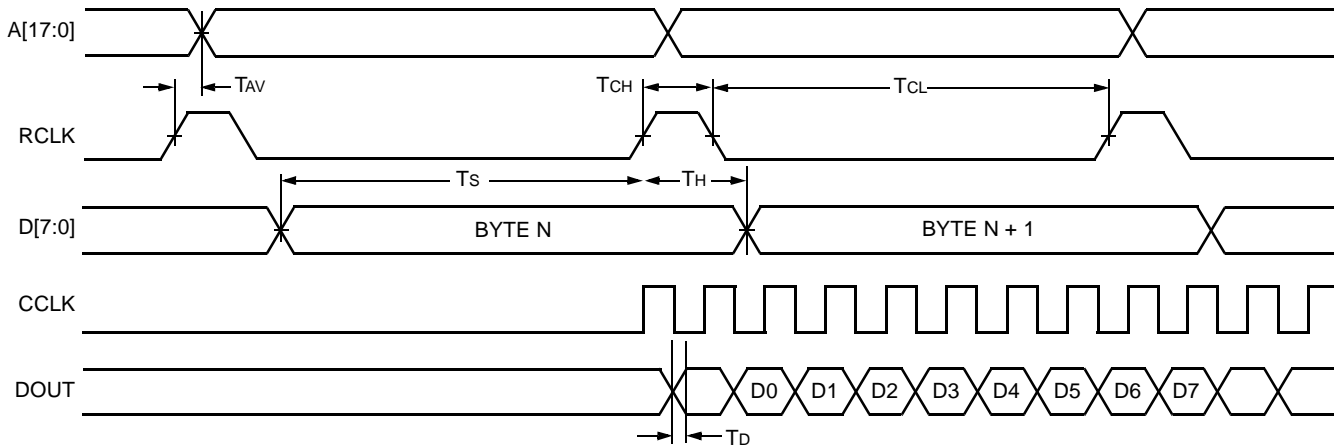 A[17:0]
TAV
TCH
TCL
RCLK
TS
TH
D[7:0]
BYTE N
BYTE N + 1
CCLK
DOUT
D0 D1 D2 D3 D4 D5 D6 D7
TD